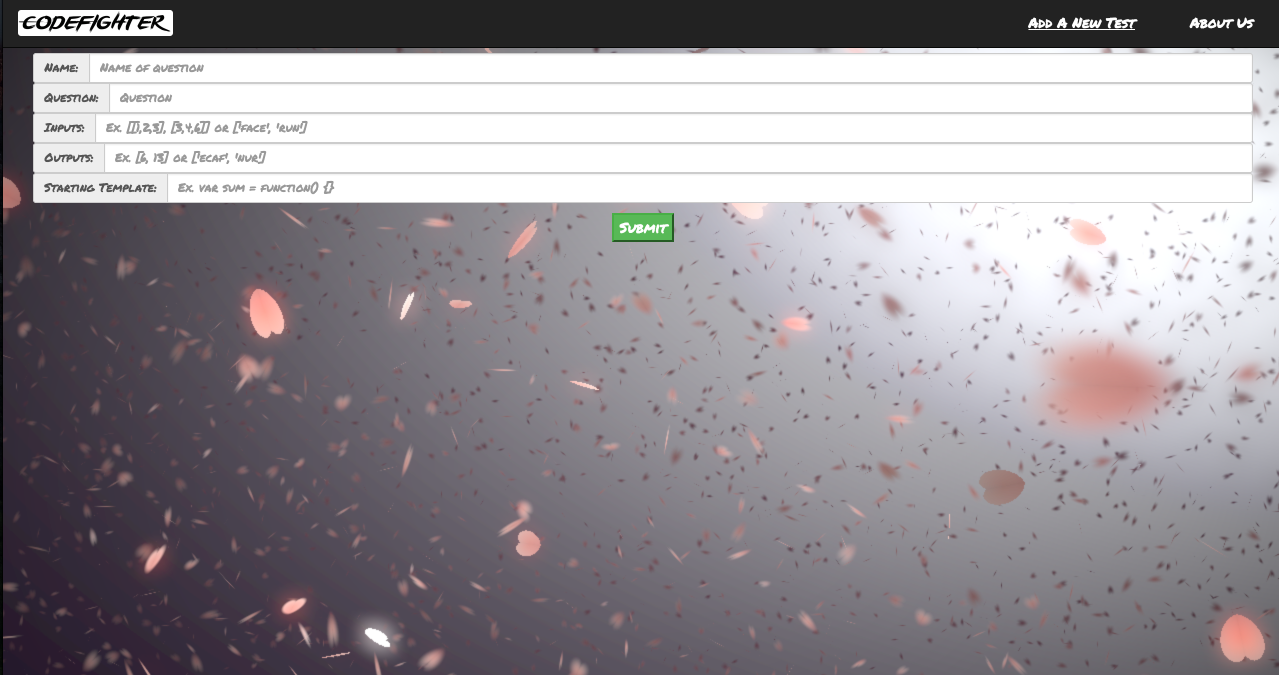 CODEFIGHTER
Add A New Test
About Us
Name: Name of question
Question: Question
Inputs: Ex. [[1,2,3], [3,4,6]] or ['face', 'run']
Outputs: Ex. [6, 13] or ['ecaf', 'nur']
Starting Template: Ex. var sum = function() {}
Submit